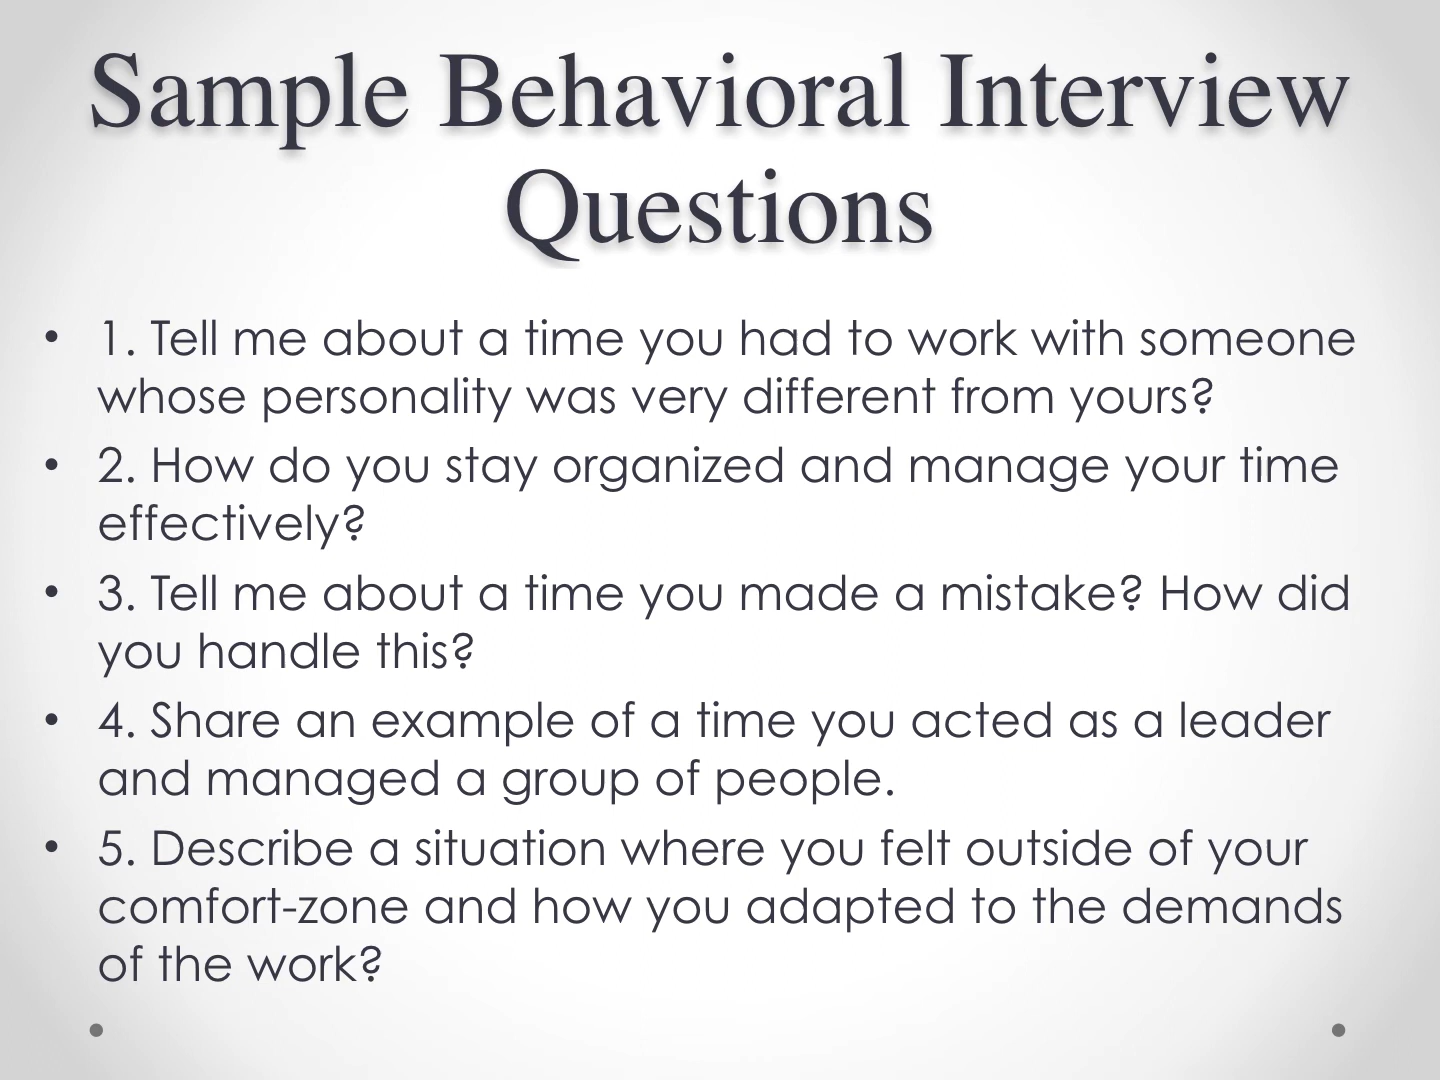 Sample Behavioral Interview
Questions
• 1. Tell me about a time you had to work with someone
whose personality was very different from yours?
• 2. How do you stay organized and manage your time
effectively?
• 3. Tell me about a time you made a mistake? How did
you handle this?
• 4. Share an example of a time you acted as a leader
and managed a group of people.
• 5. Describe a situation where you felt outside of your
comfort-zone and how you adapted to the demands
of the work?